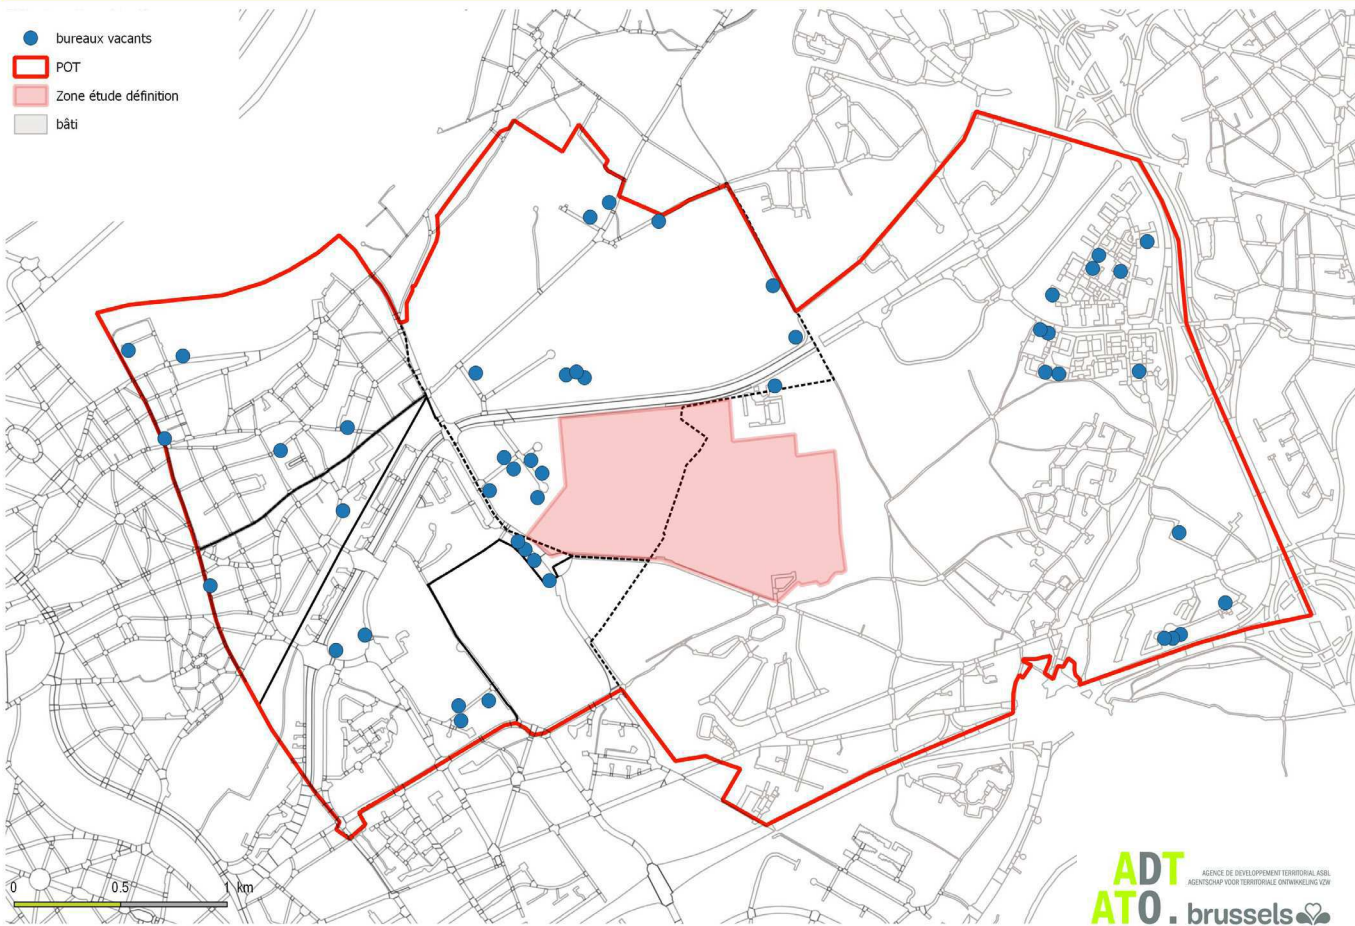 bureaux vacants
POT
Zone étude définition
bâti
0 0.5 1 km
ADT
ATO.
AGENCE DE DEVELOPPEMENT TERRITORIAL ASBL
AGENTSCHAP VOOR TERRITORIALE ONTWIKKELING VZW
brussels